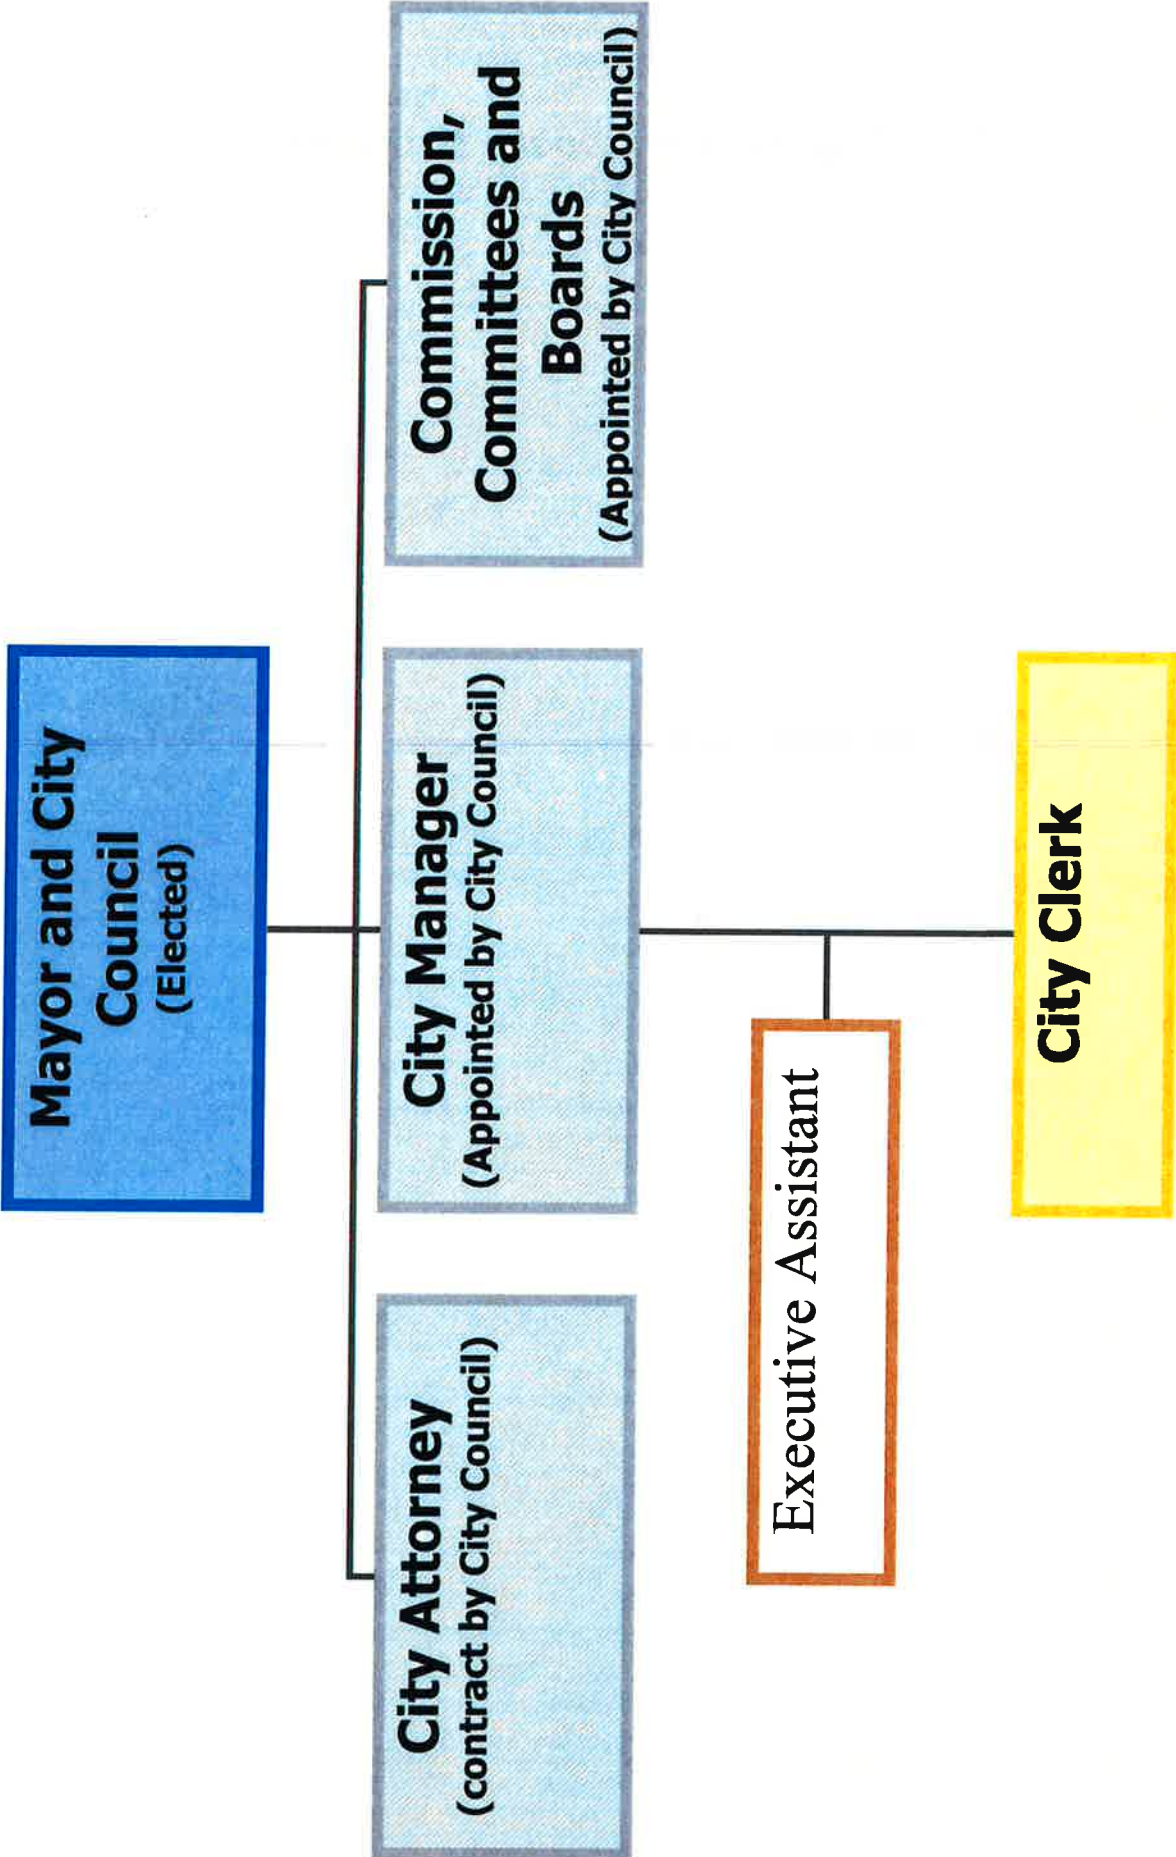 Mayor and City
Council
(Elected)
City Attorney
(contract by City Council)
City Manager
(Appointed by City Council)
Commission,
Committees and
Boards
(Appointed by City Council)
Executive Assistant
City Clerk